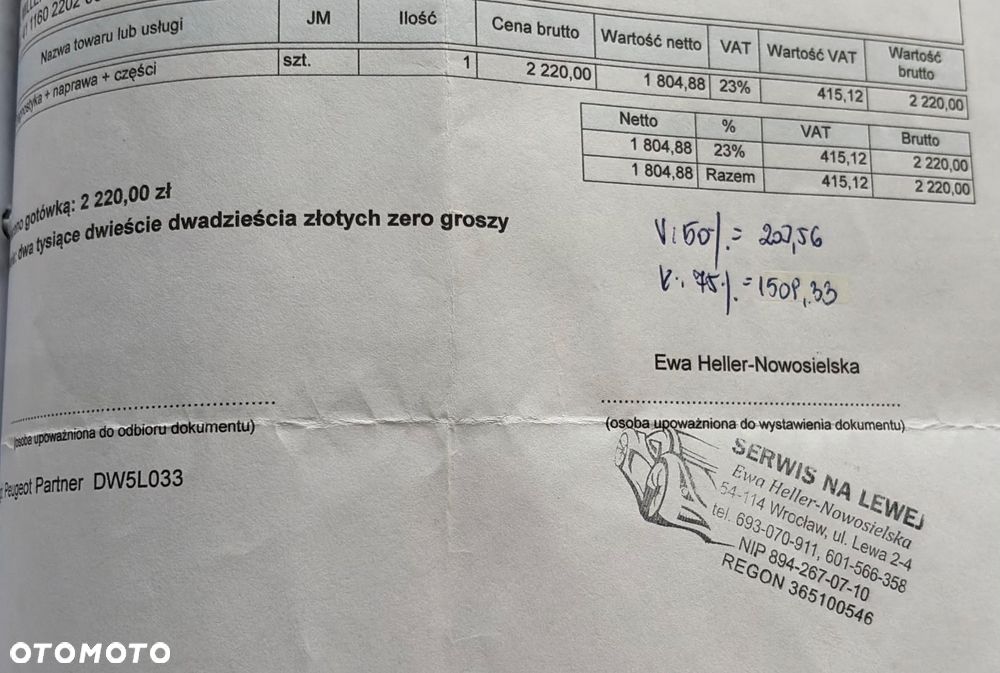 1160 2202
Nazwa towaru lub usługi JM Ilość Cena brutto Wartość netto VAT Wartość VAT Wartość brutto
+ naprawa + części szt. 1 2 220,00 1 804,88 23% 415,12 2 220,00
Netto % VAT Brutto
1 804,88 23% 415,12 2 220,00
1 804,88 Razem 415,12 2 220,00
gotówką: 2 220,00 zł
dwa tysiące dwieście dwadzieścia złotych zero groszy
V: 50% = 207,56
K: 75% = 1509,33
Ewa Heller-Nowosielska
(osoba upoważniona do odbioru dokumentu)
(osoba upoważniona do wystawienia dokumentu)
Peugeot Partner DW5L033
SERWIS NA LEWEJ
Ewa Heller-Nowosielska
54-114 Wrocław, ul. Lewa 2-4
tel. 693-070-911, 601-566-358
NIP 894-267-07-10
REGON 365100546
OTOMOTO